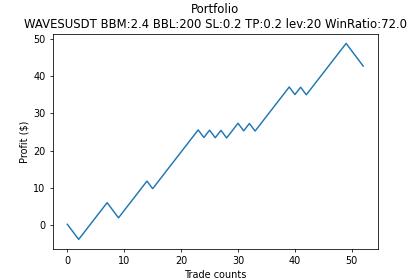 Portfolio
WAVESUSDT BBM:2.4 BBL:200 SL:0.2 TP:0.2 lev:20 WinRatio:72.0
50
40
30
20
10
0
Profit ($)
0 10 20 30 40 50
Trade counts